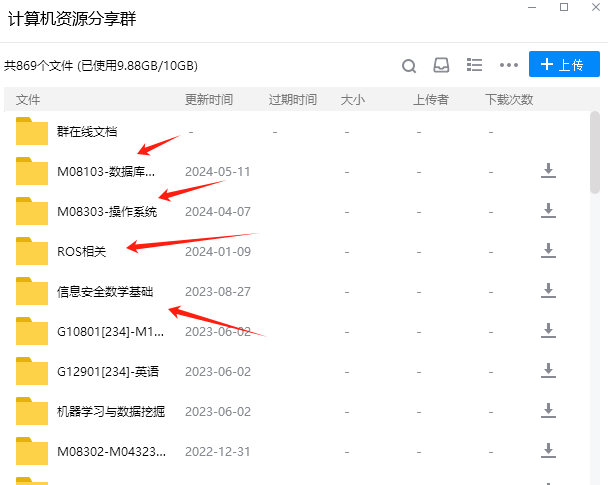 计算机资源分享群
共869个文件 (已使用9.88GB/10GB)
上传
文件 更新时间 过期时间 大小 上传者 下载次数
群在线文档 - - - - -
M08103-数据库... 2024-05-11 - - -
M08303-操作系统 2024-04-07 - - -
ROS相关 2024-01-09 - - -
信息安全数学基础 2023-08-27 - - -
G10801[234]-M1... 2023-06-02 - - -
G12901[234]-英语 2023-06-02 - - -
机器学习与数据挖掘 2023-06-02 - - -
M08302-M04323... 2022-12-31 - - -